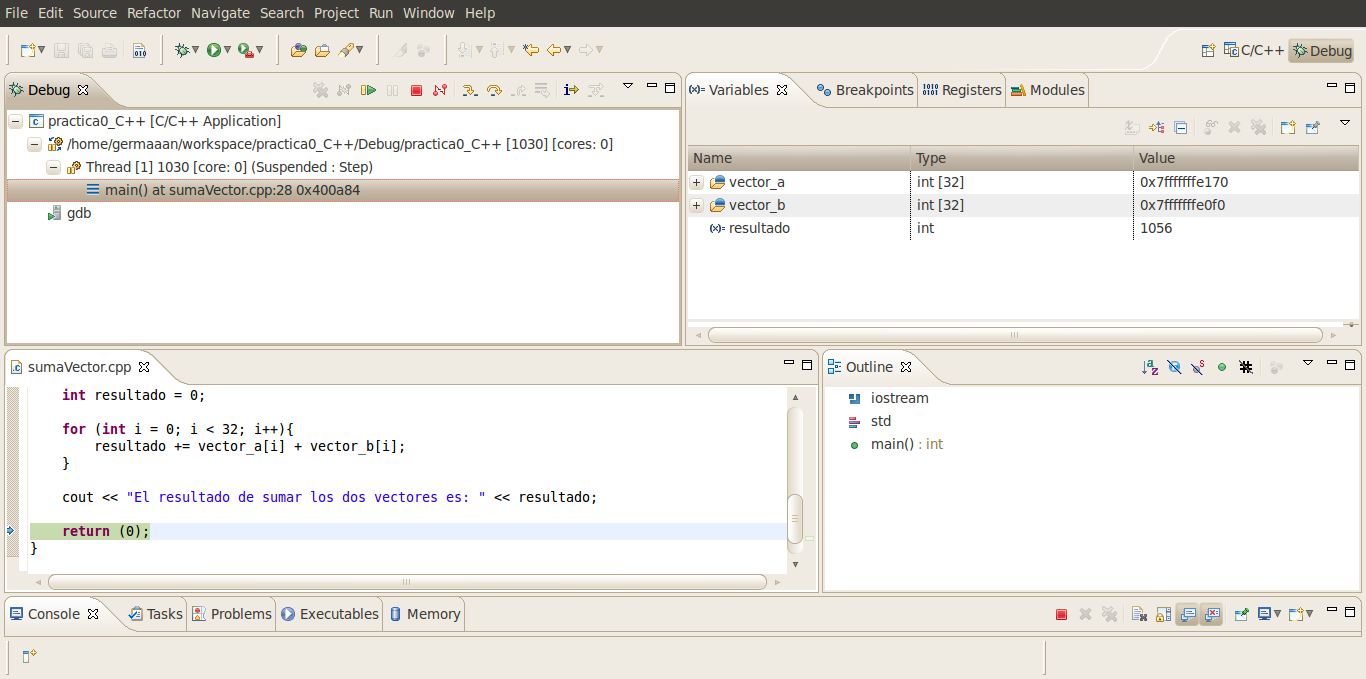 File Edit Source Refactor Navigate Search Project Run Window Help
C/C++ Debug
Debug
practica0_C++ [C/C++ Application]
/home/germaaan/workspace/practica0_C++/Debug/practica0_C++ [1030] [cores: 0]
Thread [1] 1030 [core: 0] (Suspended : Step)
main() at sumaVector.cpp:28 0x400a84
gdb
(x)= Variables Breakpoints 1010 0101 Registers Modules
Name Type Value
vector_a int [32] 0x7fffffffe170
vector_b int [32] 0x7fffffffe0f0
(x)= resultado int 1056
sumaVector.cpp
int resultado = 0;
for (int i = 0; i < 32; i++){
resultado += vector_a[i] + vector_b[i];
}
cout << "El resultado de sumar los dos vectores es: " << resultado;
return (0);
}
Outline
iostream
std
main() : int
Console Tasks Problems Executables Memory